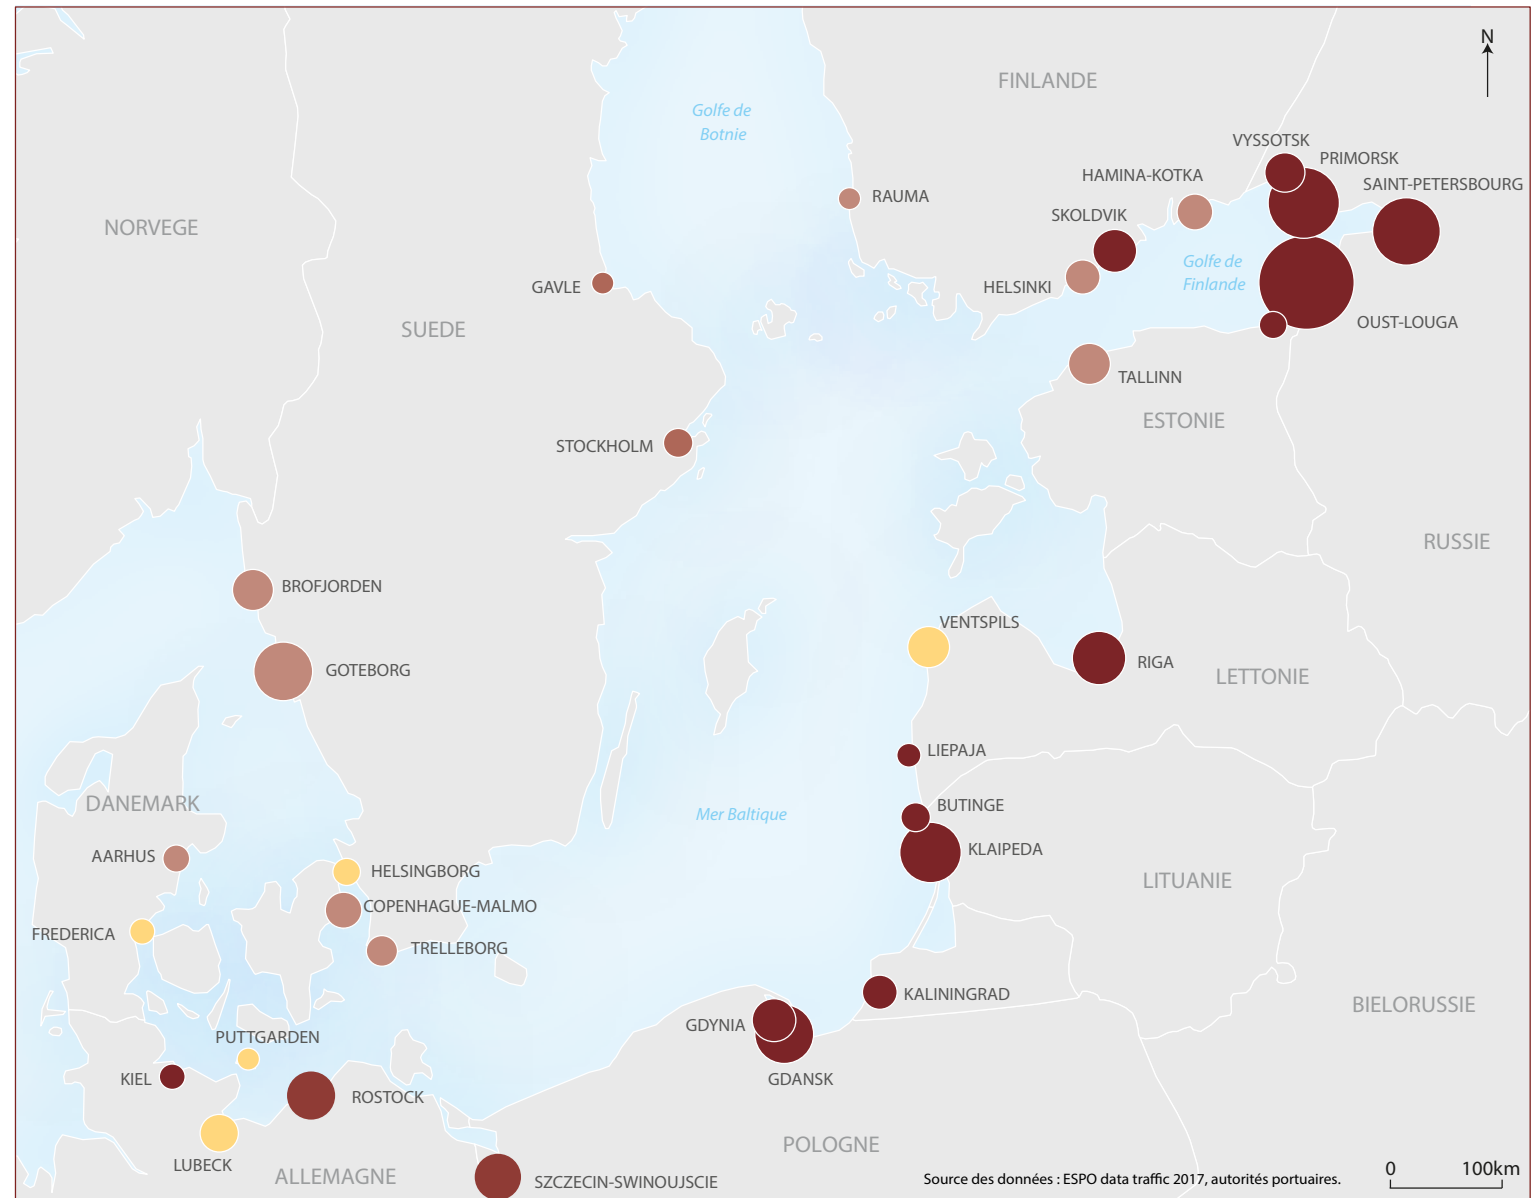 N
FINLANDE
Golfe de
Botnie
VYSSOTSK
PRIMORSK
HAMINA-KOTKA
SAINT-PETERSBOURG
RAUMA
SKOLDVIK
NORVEGE
Golfe de
Finlande
GAVLE
HELSINKI
SUEDE
OUST-LOUGA
TALLINN
ESTONIE
STOCKHOLM
RUSSIE
BROFJORDEN
VENTSPILS
GOTEBORG
RIGA
LETTONIE
LIEPAJA
DANEMARK
BUTINGE
Mer Baltique
KLAIPEDA
AARHUS
HELSINGBORG
LITUANIE
COPENHAGUE-MALMO
FREDERICA
TRELLEBORG
KALININGRAD
BIELORUSSIE
GDYNIA
PUTTGARDEN
KIEL
GDANSK
ROSTOCK
POLOGNE
LUBECK
ALLEMAGNE
SZCZECIN-SWINOUJSCIE
Source des données : ESPO data traffic 2017, autorités portuaires.
0 100km